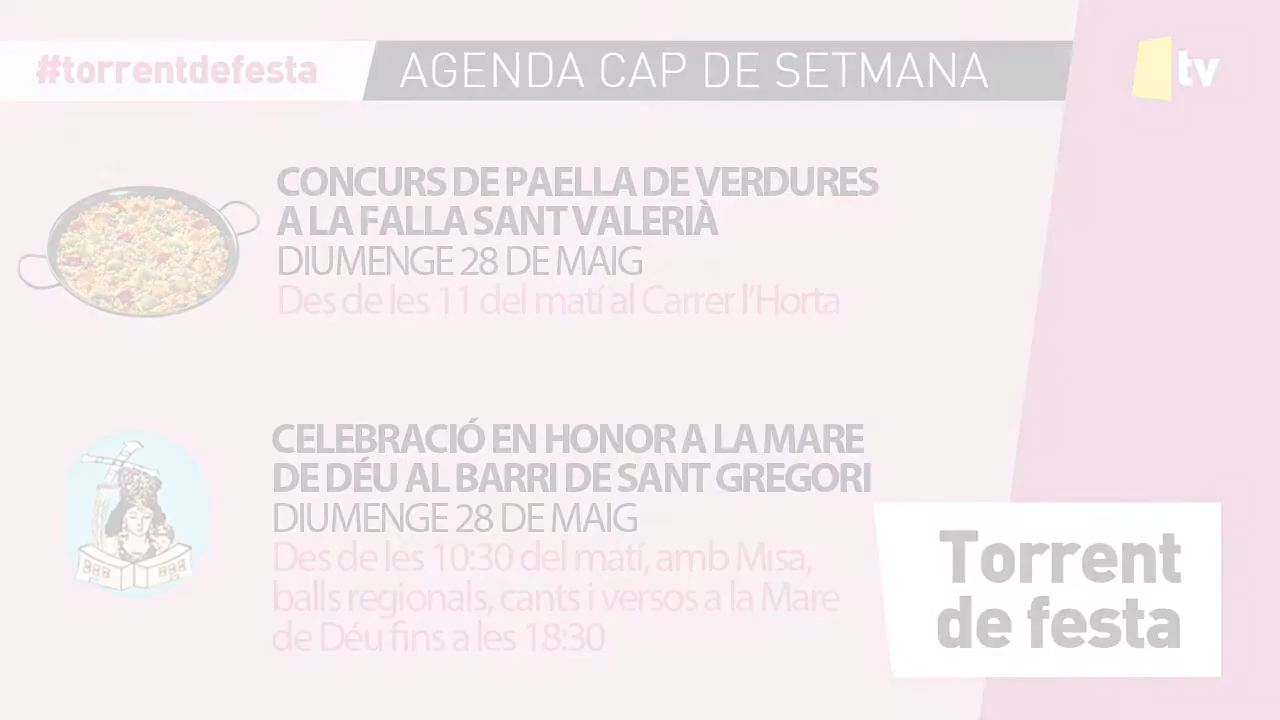 #torrentdefesta
AGENDA CAP DE SETMANA
tv
CONCURS DE PAELLA DE VERDURES
A LA FALLA SANT VALERIÀ
DIUMENGE 28 DE MAIG
Des de les 11 del matí al Carrer l'Horta
CELEBRACIÓ EN HONOR A LA MARE
DE DÉU AL BARRI DE SANT GREGORI
DIUMENGE 28 DE MAIG
Des de les 10:30 del matí, amb Misa,
balls regionals, cants i versos a la Mare
de Déu fins a les 18:30
Torrent
de festa